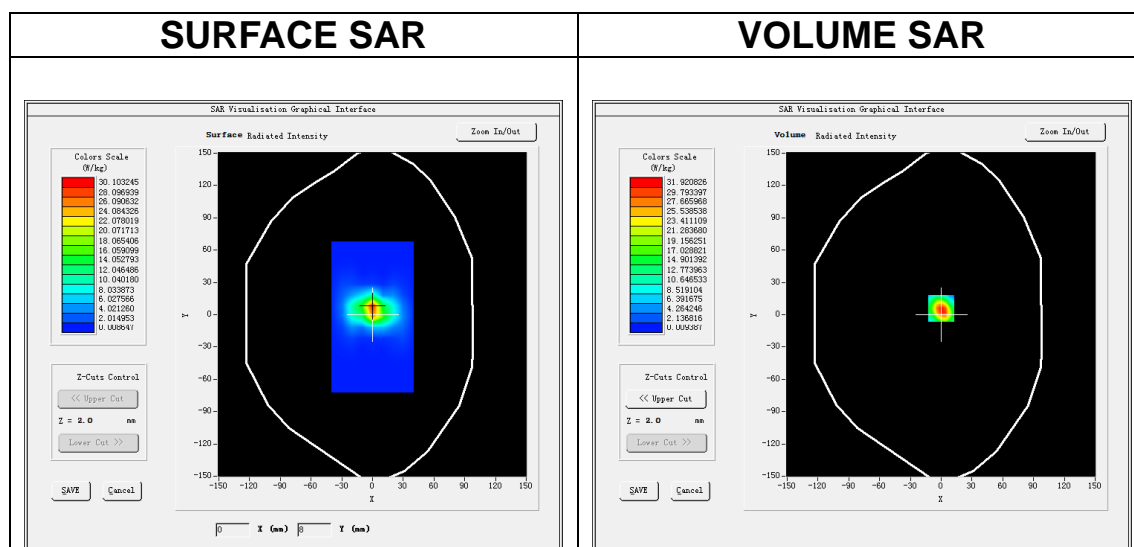 SURFACE SAR
SAR Visualisation Graphical Interface
Surface Radiated Intensity
Zoom In/Out
Colors Scale
(W/kg)
30.103245
28.096939
26.090632
24.084326
22.078019
20.071713
18.065406
16.059099
14.052793
12.046486
10.040180
8.033873
6.027566
4.021260
2.014953
0.008647
Z-Cuts Control
<< Upper Cut
Z = 2.0 mm
Lower Cut >>
SAVE Cancel
150
120
90
60
30
0
-30
-60
-90
-120
-150
Y
-150 -120 -90 -60 -30 0 30 60 90 120 150
X
0 X (mm) 8 Y (mm)
VOLUME SAR
SAR Visualisation Graphical Interface
Volume Radiated Intensity
Zoom In/Out
Colors Scale
(W/kg)
31.920826
29.793397
27.665968
25.538538
23.411109
21.283680
19.156251
17.028821
14.901392
12.773963
10.646533
8.519104
6.391675
4.264246
2.136816
0.009387
Z-Cuts Control
<< Upper Cut
Z = 2.0 mm
Lower Cut >>
SAVE Cancel
150
120
90
60
30
0
-30
-60
-90
-120
-150
Y
-150 -120 -90 -60 -30 0 30 60 90 120 150
X